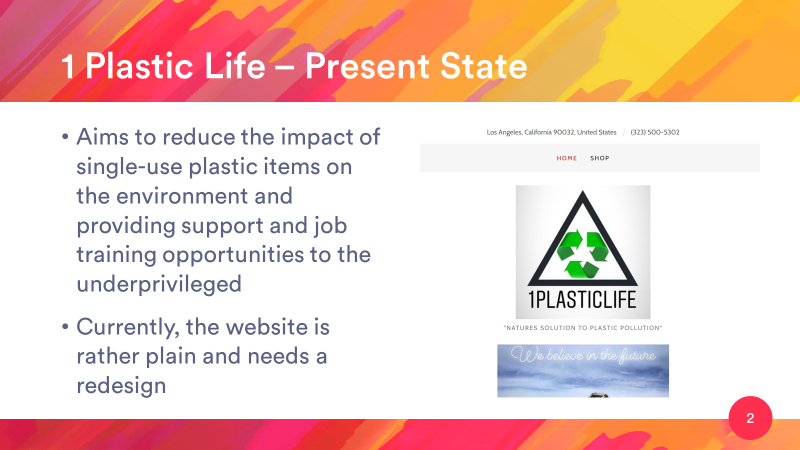 1 Plastic Life – Present State
• Aims to reduce the impact of
single-use plastic items on
the environment and
providing support and job
training opportunities to the
underprivileged
• Currently, the website is
rather plain and needs a
redesign
Los Angeles, California 90032, United States / (323) 500-5302
HOME SHOP
1PLASTICLIFE
"NATURES SOLUTION TO PLASTIC POLLUTION"
We believe in the future
2